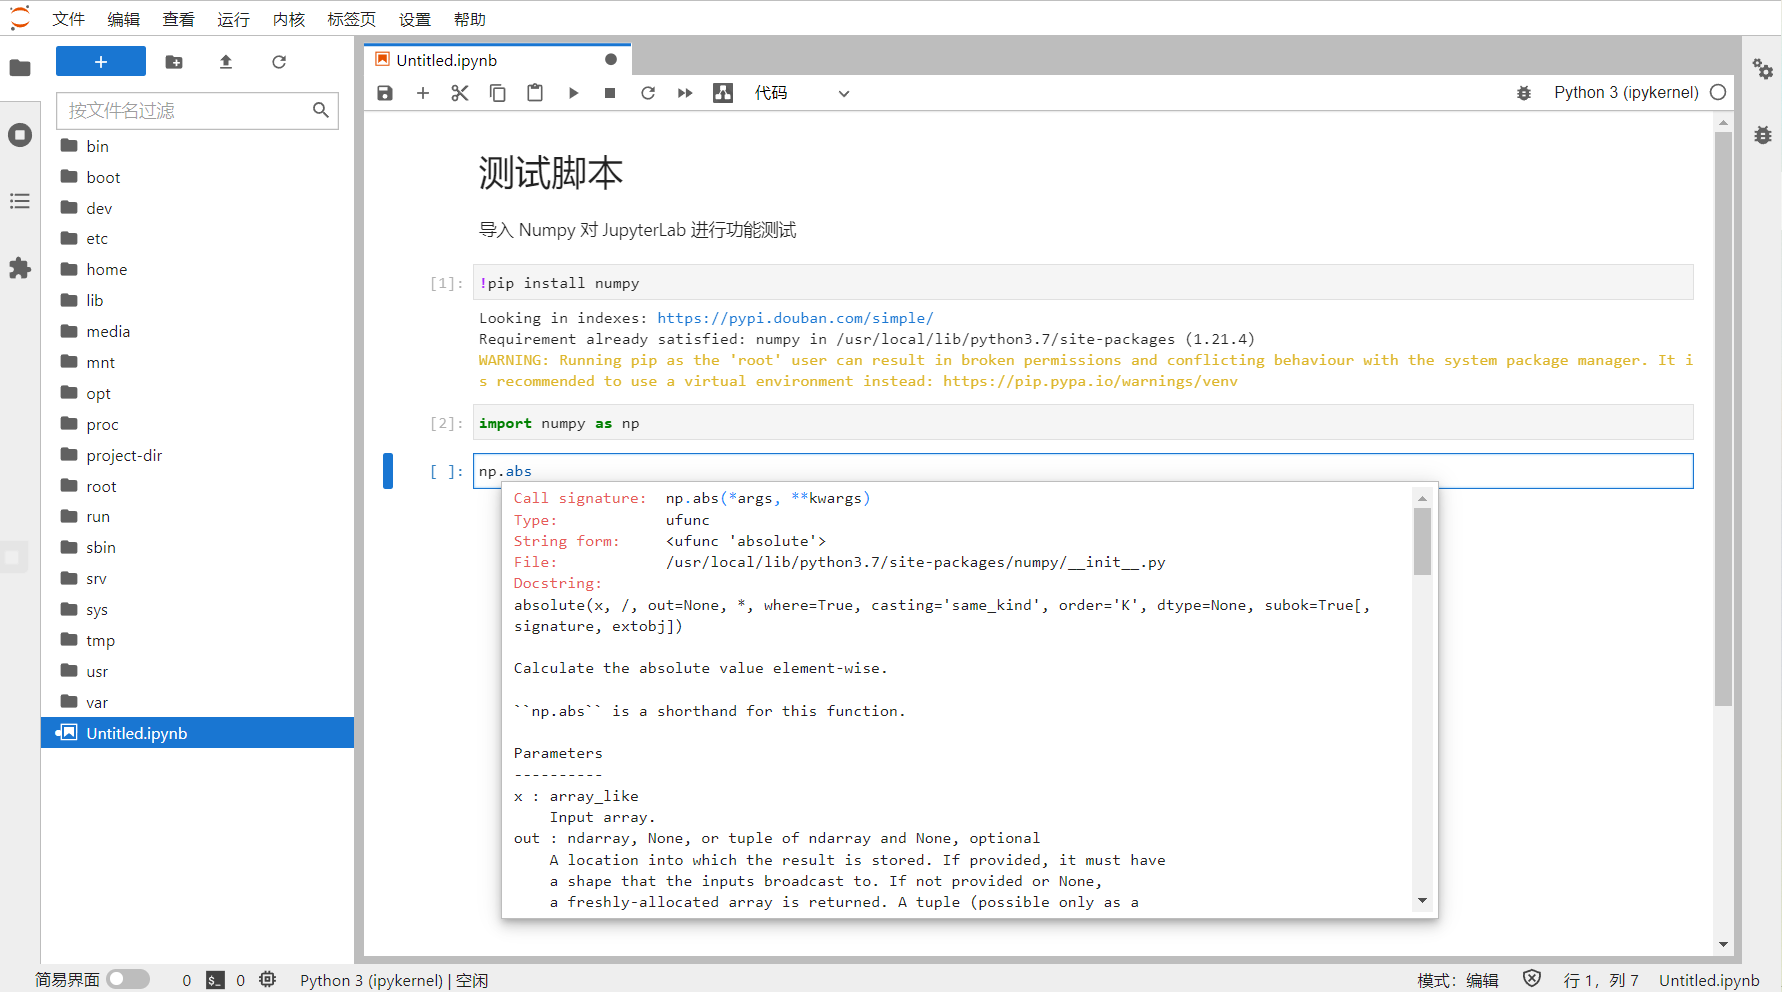 文件 编辑 查看 运行 内核 标签页 设置 帮助
+
按文件名过滤
bin
boot
dev
etc
home
lib
media
mnt
opt
proc
project-dir
root
run
sbin
srv
sys
tmp
usr
var
Untitled.ipynb
Untitled.ipynb
代码
Python 3 (ipykernel)
测试脚本
导入 Numpy 对 JupyterLab 进行功能测试
[1]: !pip install numpy
Looking in indexes: https://pypi.douban.com/simple/
Requirement already satisfied: numpy in /usr/local/lib/python3.7/site-packages (1.21.4)
WARNING: Running pip as the 'root' user can result in broken permissions and conflicting behaviour with the system package manager. It i
s recommended to use a virtual environment instead: https://pip.pypa.io/warnings/venv
[2]: import numpy as np
[ ]: np.abs
Call signature: np.abs(*args, **kwargs)
Type: ufunc
String form: <ufunc 'absolute'>
File: /usr/local/lib/python3.7/site-packages/numpy/__init__.py
Docstring:
absolute(x, /, out=None, *, where=True, casting='same_kind', order='K', dtype=None, subok=True[,
signature, extobj])
Calculate the absolute value element-wise.
``np.abs`` is a shorthand for this function.
Parameters
----------
x : array_like
Input array.
out : ndarray, None, or tuple of ndarray and None, optional
A location into which the result is stored. If provided, it must have
a shape that the inputs broadcast to. If not provided or None,
a freshly-allocated array is returned. A tuple (possible only as a
简易界面 0 $_ 0 Python 3 (ipykernel) | 空闲 模式： 编辑 行 1， 列 7 Untitled.ipynb